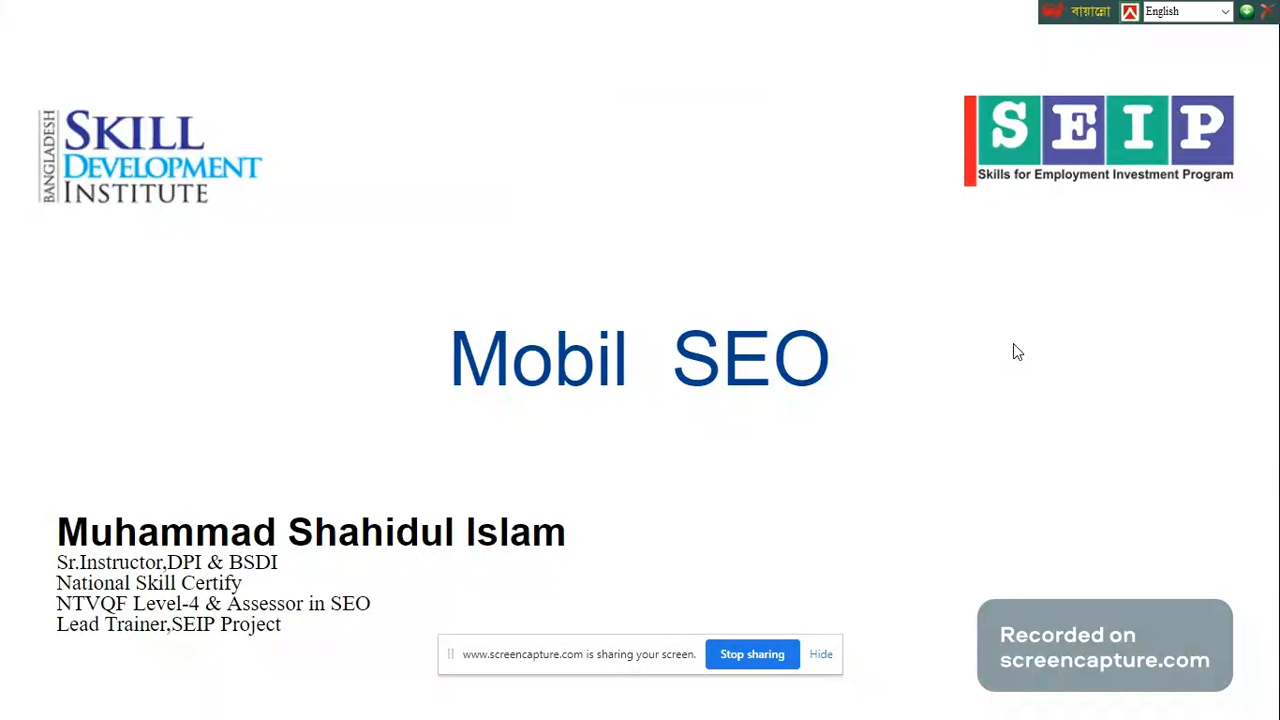 বায়ান্নো English
BANGLADESH
SKILL
DEVELOPMENT
INSTITUTE
SEIP
Skills for Employment Investment Program
Mobil SEO
Muhammad Shahidul Islam
Sr.Instructor,DPI & BSDI
National Skill Certify
NTVQF Level-4 & Assessor in SEO
Lead Trainer,SEIP Project
www.screencapture.com is sharing your screen. Stop sharing Hide
Recorded on
screencapture.com